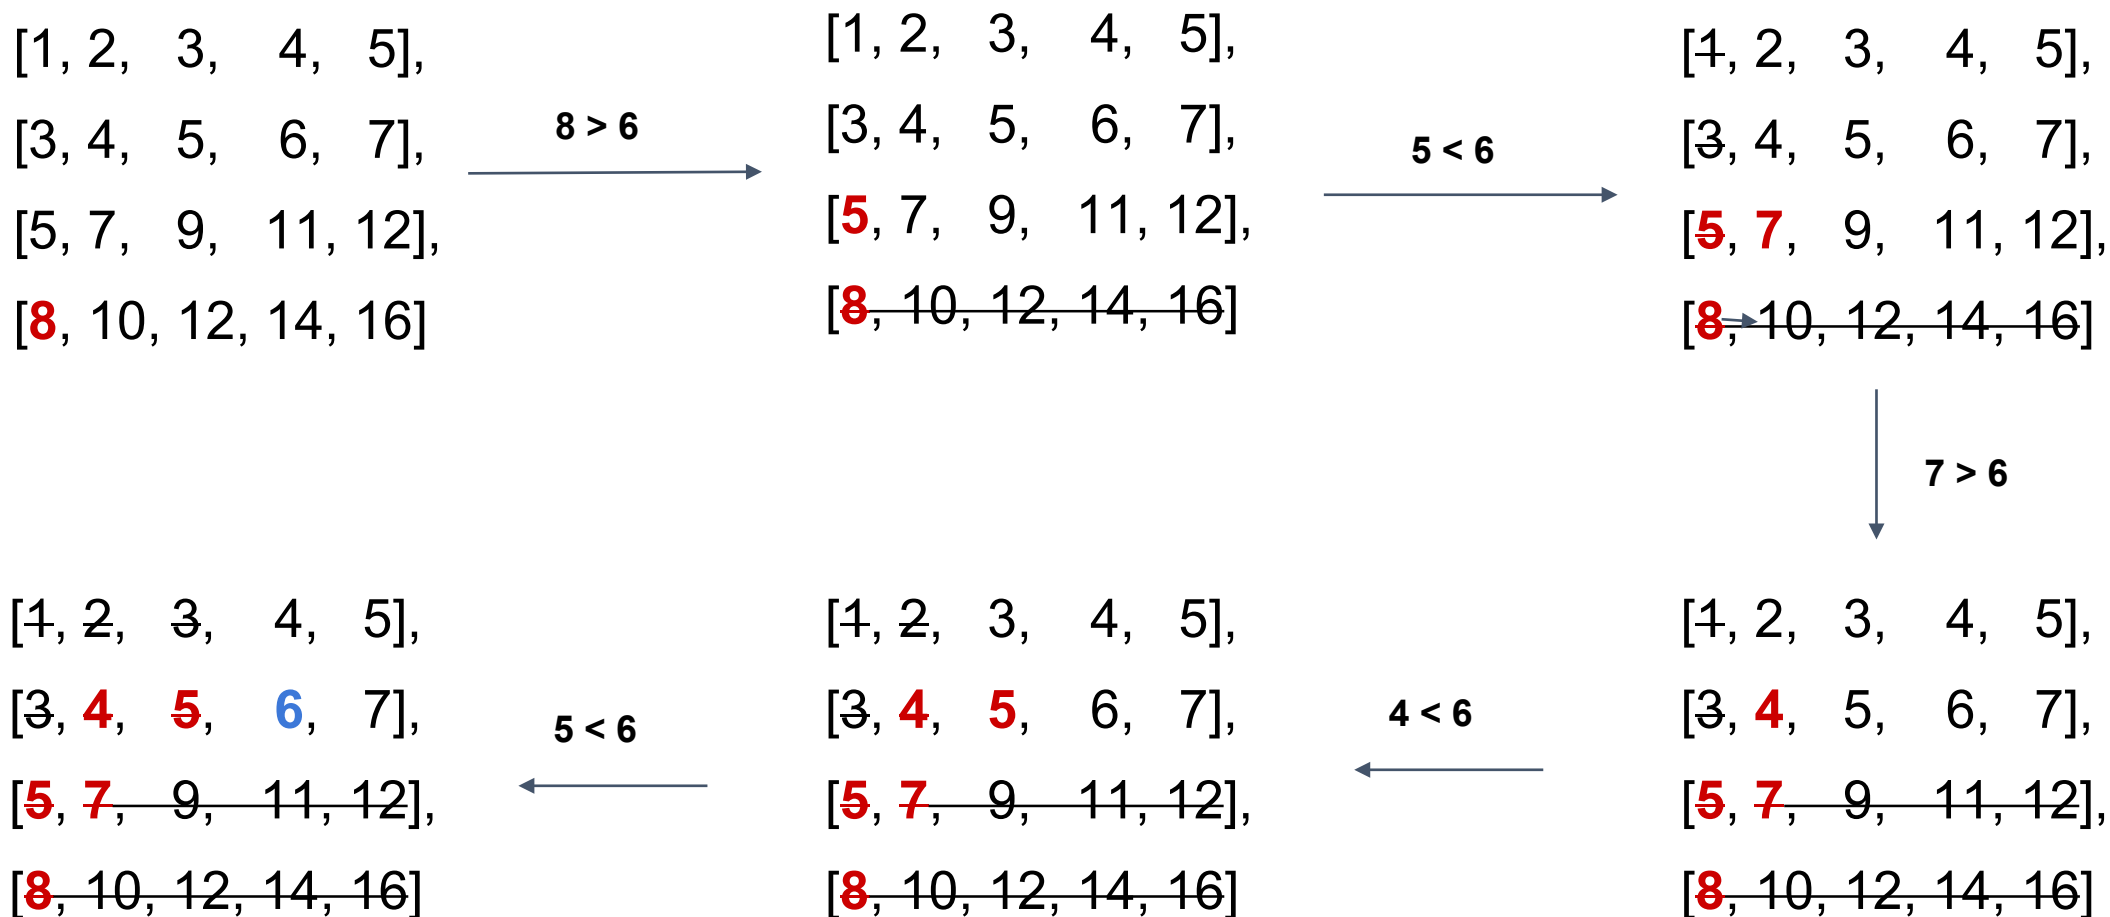 [1, 2, 3, 4, 5],
[3, 4, 5, 6, 7],
[5, 7, 9, 11, 12],
[8, 10, 12, 14, 16]
8 > 6
[1, 2, 3, 4, 5],
[3, 4, 5, 6, 7],
[5, 7, 9, 11, 12],
[8, 10, 12, 14, 16]
5 < 6
[1, 2, 3, 4, 5],
[3, 4, 5, 6, 7],
[5, 7, 9, 11, 12],
[8, 10, 12, 14, 16]
7 > 6
[1, 2, 3, 4, 5],
[3, 4, 5, 6, 7],
[5, 7, 9, 11, 12],
[8, 10, 12, 14, 16]
4 < 6
[1, 2, 3, 4, 5],
[3, 4, 5, 6, 7],
[5, 7, 9, 11, 12],
[8, 10, 12, 14, 16]
5 < 6
[1, 2, 3, 4, 5],
[3, 4, 5, 6, 7],
[5, 7, 9, 11, 12],
[8, 10, 12, 14, 16]